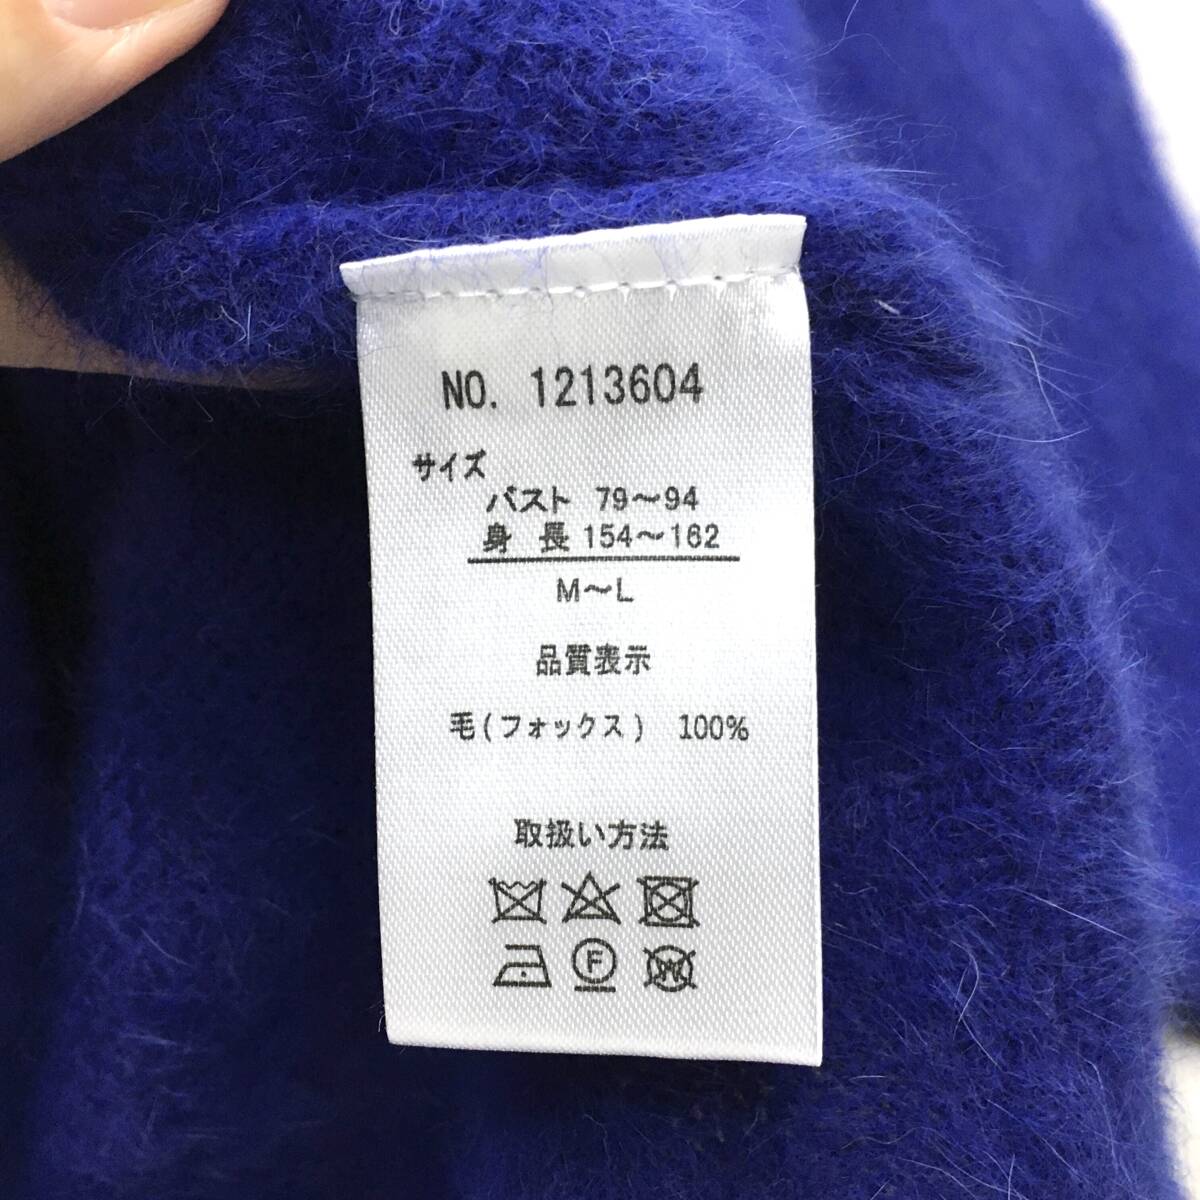 NO. 1213604
サイズ
バスト 79～94
身 長 154～162
M～L
品質表示
毛(フォックス) 100%
取扱い方法
F
W